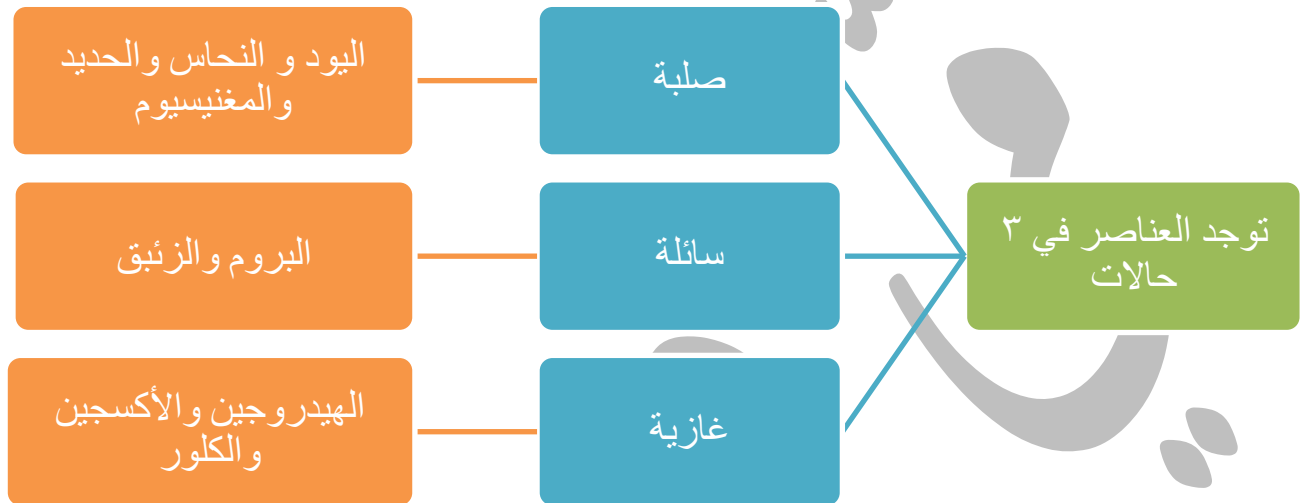 توجد العناصر في ٣
حالات
صلبة
اليود و النحاس والحديد
والمغنيسيوم
سائلة
البروم والزئبق
غازية
الهيدروجين والأكسجين
والكلور